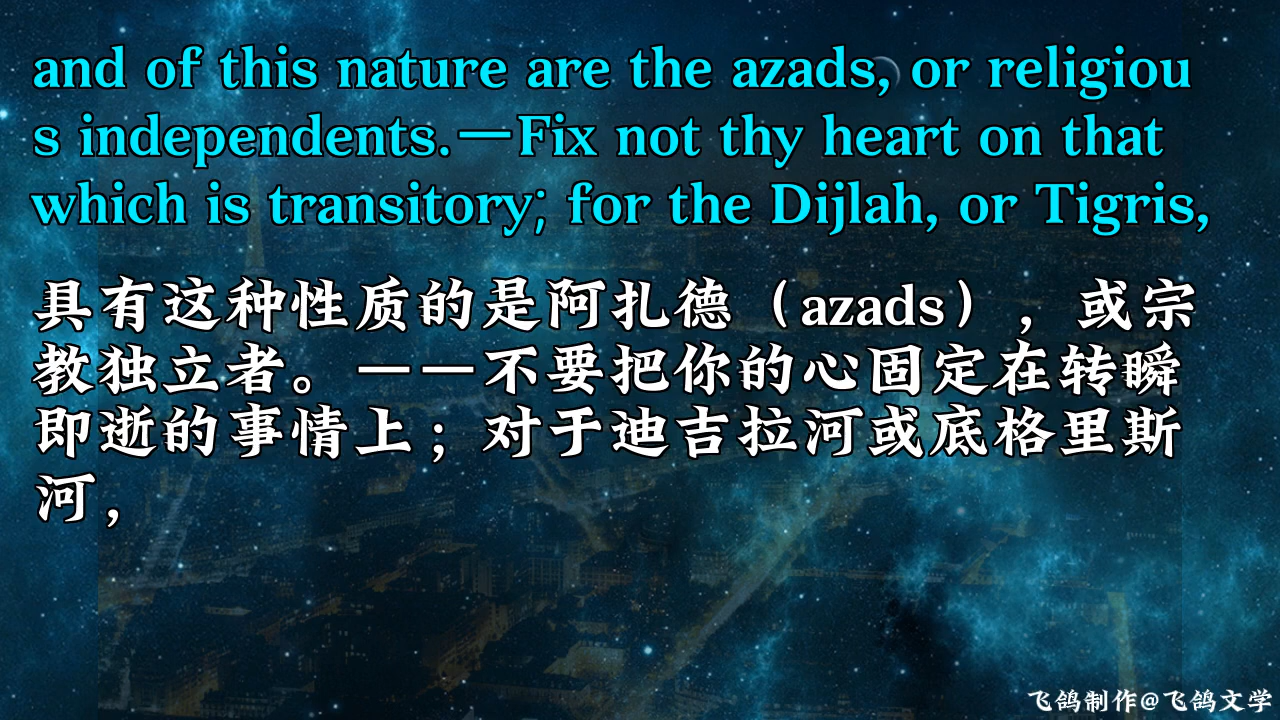 and of this nature are the azads, or religiou
s independents.—Fix not thy heart on that
which is transitory; for the Dijlah, or Tigris,
具有这种性质的是阿扎德（azads），或宗
教独立者。——不要把你的心固定在转瞬
即逝的事情上；对于迪吉拉河或底格里斯
河，
飞鸽制作@飞鸽文学